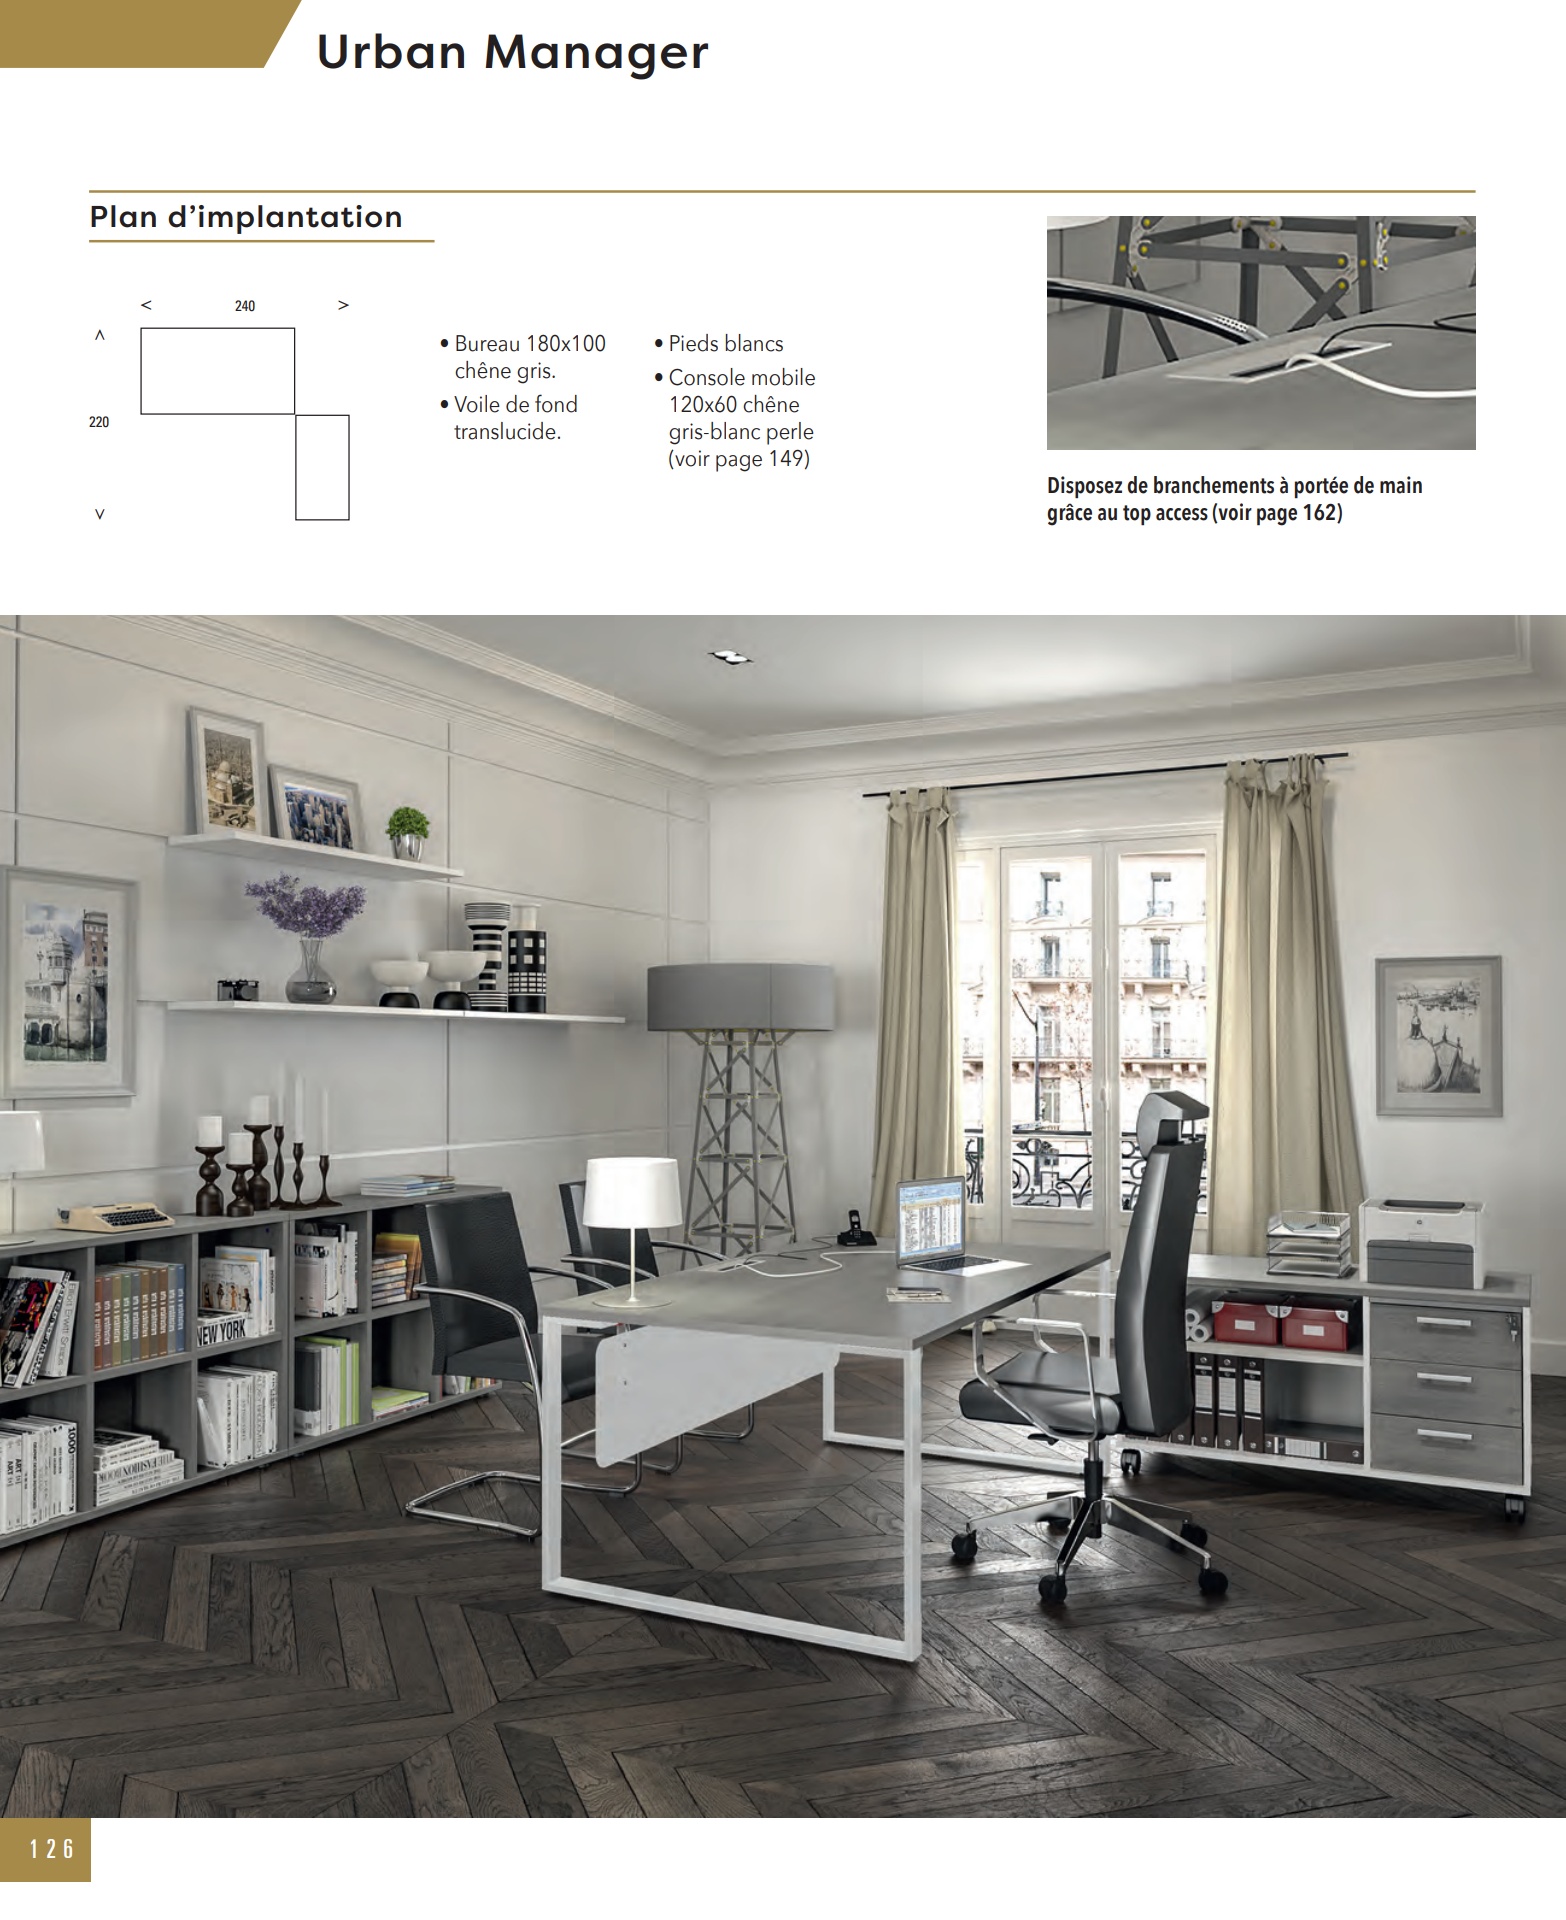 Urban Manager
Plan d’implantation
< 240 >
220
• Bureau 180x100
chêne gris.
• Voile de fond
translucide.
• Pieds blancs
• Console mobile
120x60 chêne
gris-blanc perle
(voir page 149)
Disposez de branchements à portée de main
grâce au top access (voir page 162)
NEW YORK
1000
FASHION
126